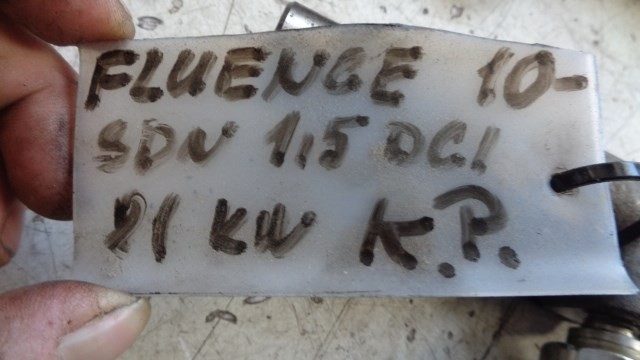 FLUENCE 10-
SDN 1,5 DCI
81 KW K.P.